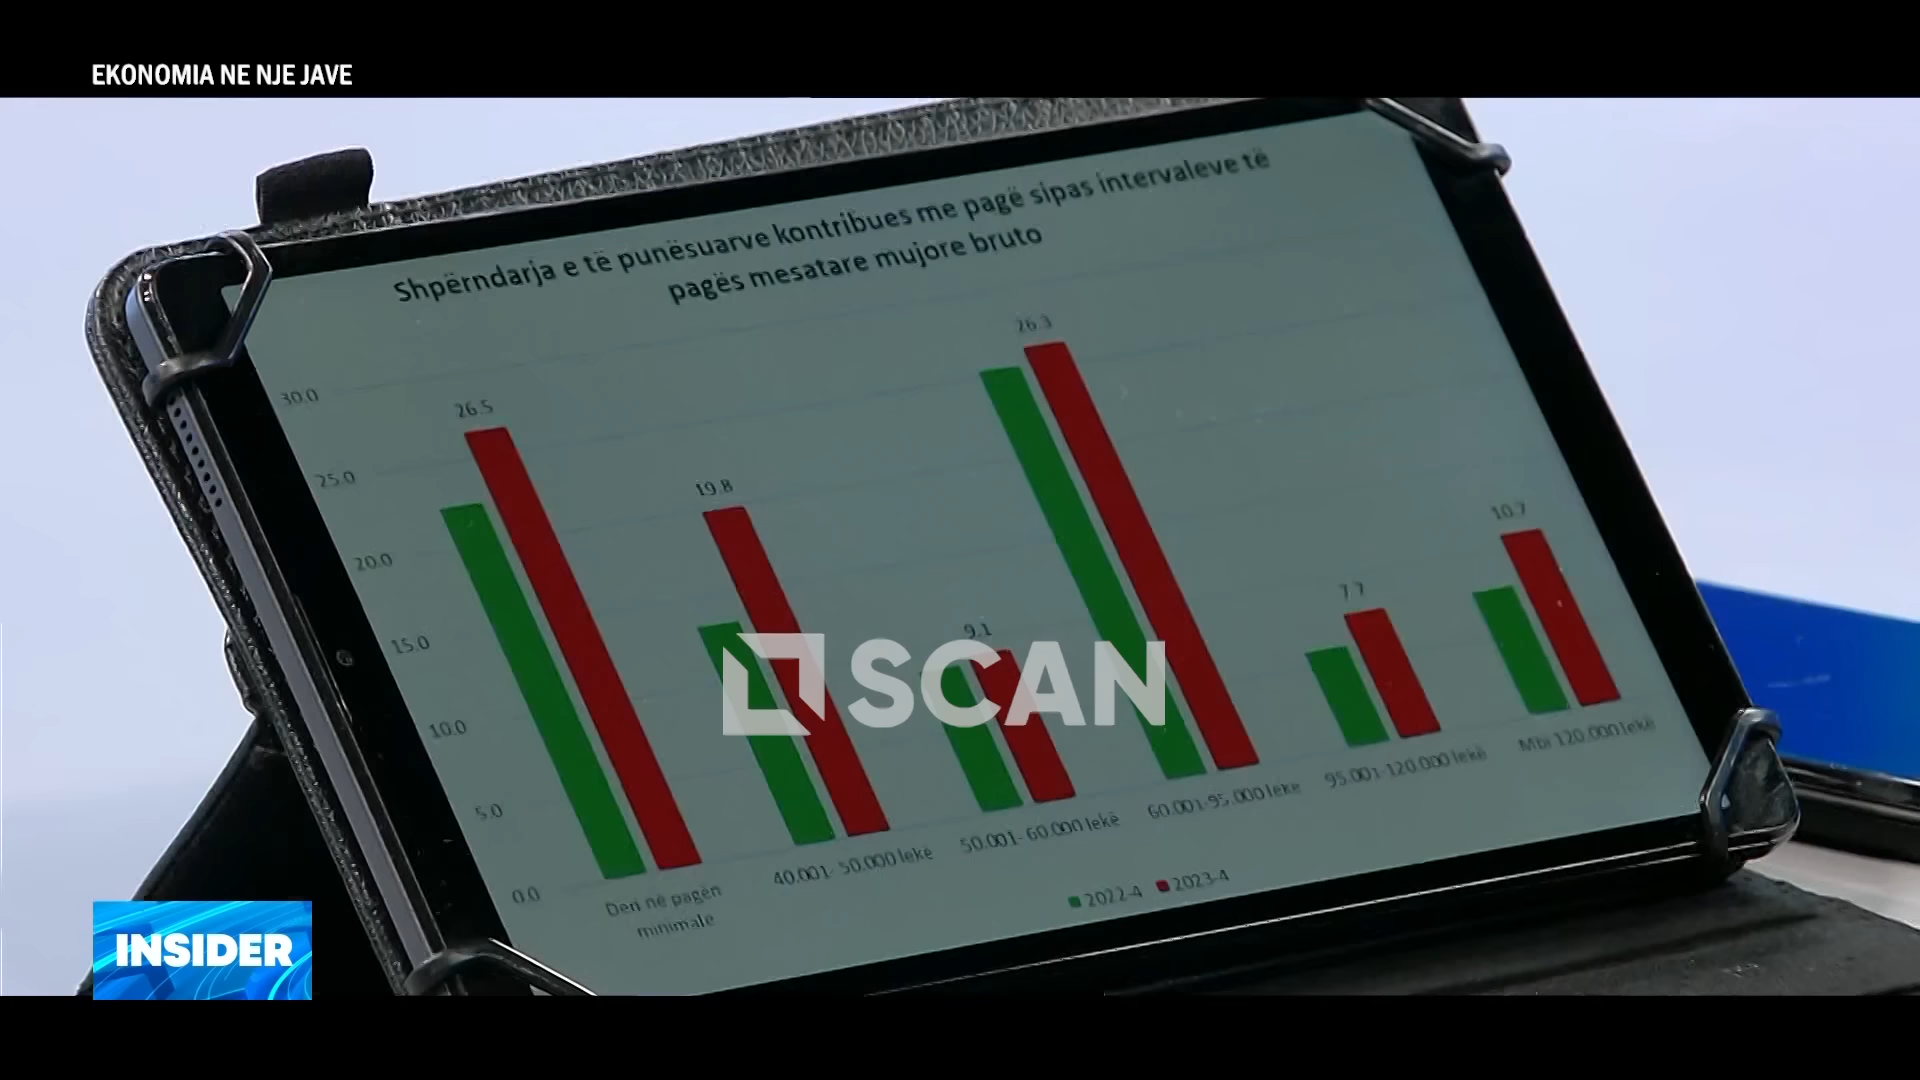 EKONOMIA NE NJE JAVE
Shpërndarja e të punësuarve kontribues me pagë sipas intervaleve të
pagës mesatare mujore bruto
30.0
25.0
20.0
15.0
10.0
5.0
0.0
26.5
19.8
9.1
26.3
7.7
10.7
Deri në pagën
minimale
40.001- 50.000 lekë
50.001- 60.000 lekë
60.001-95.000 lekë
95.001-120.000 lekë
Mbi 120.000 lekë
2022-4 2023-4
SCAN
INSIDER